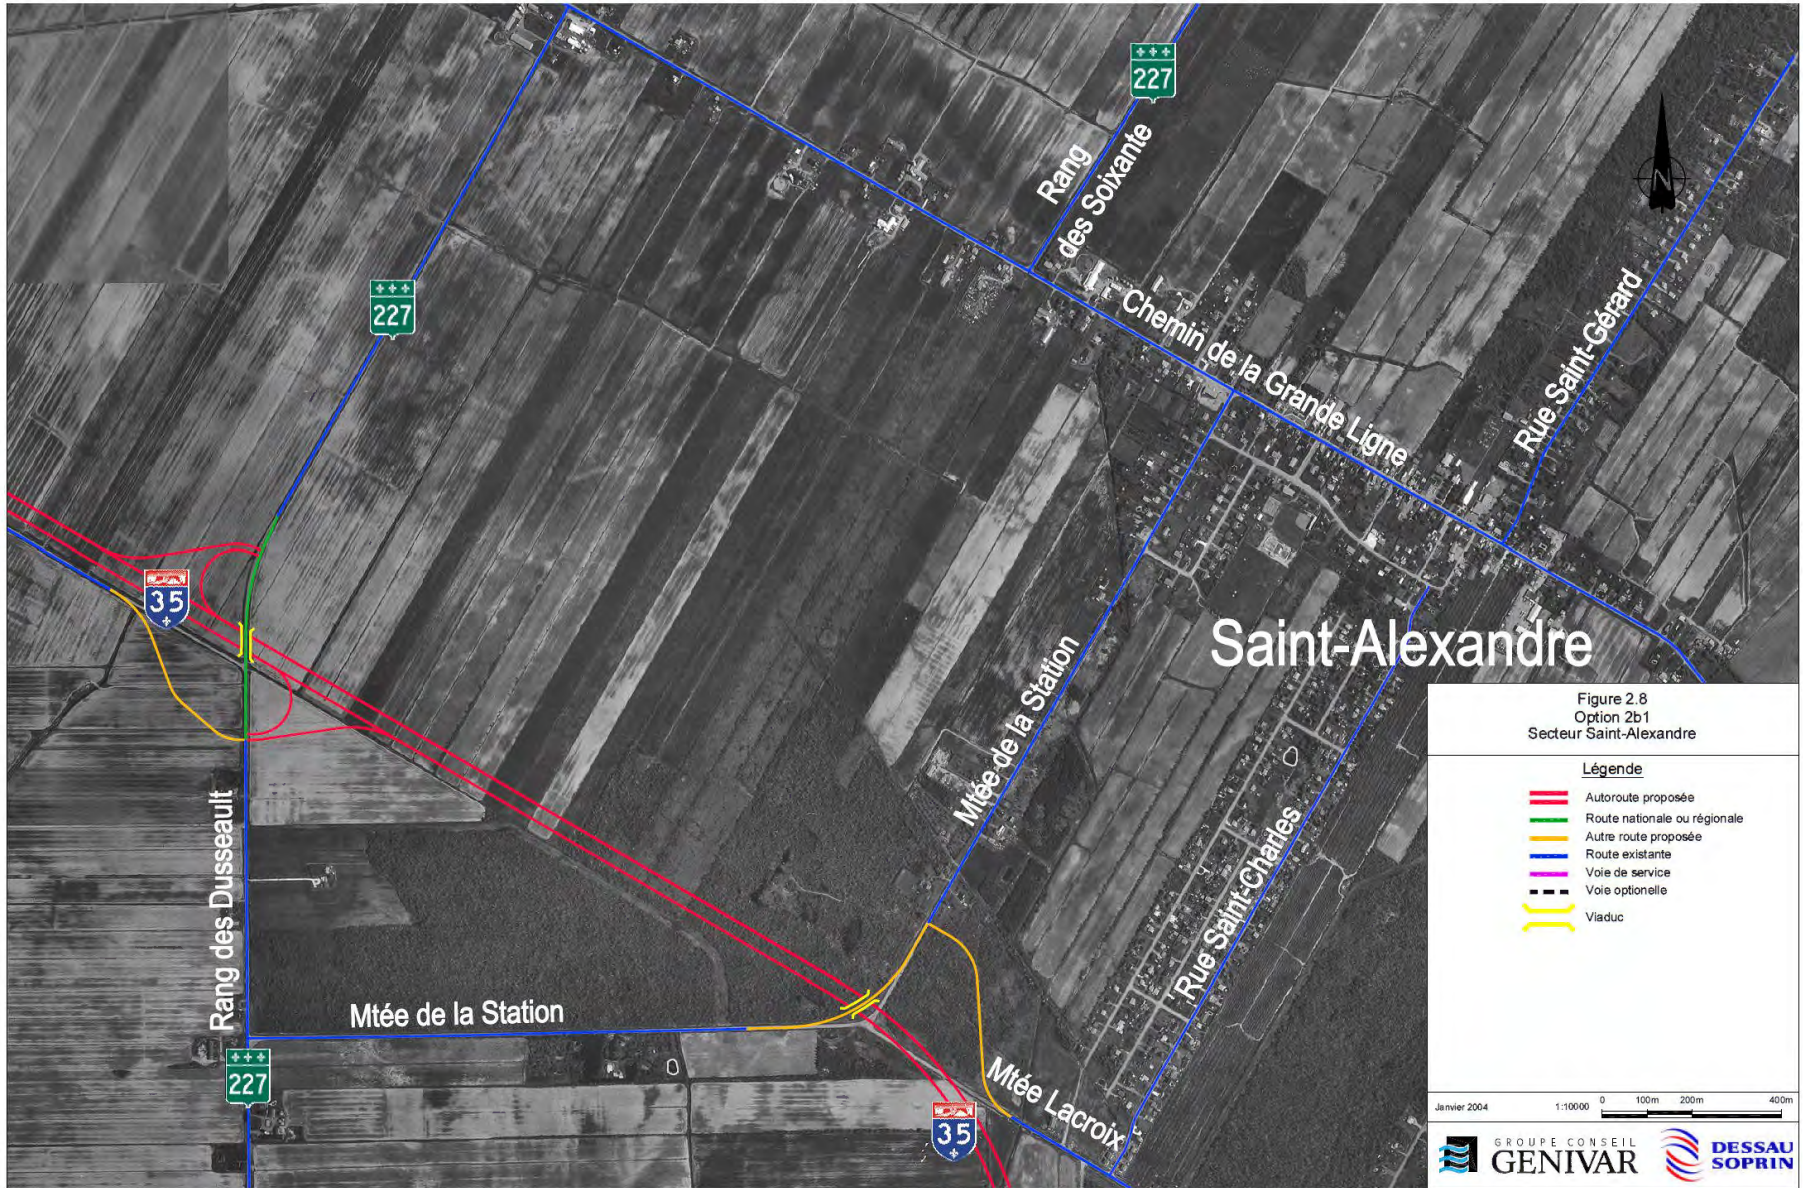 227
Rang
des Soixante
N
227
Chemin de la Grande Ligne
Rue Saint-Gérard
35
Saint-Alexandre
Mtée de la Station
Rang des Dusseault
Rue Saint-Charles
Mtée de la Station
227
Mtée Lacroix
35
Figure 2.8
Option 2b1
Secteur Saint-Alexandre
Légende
Autoroute proposée
Route nationale ou régionale
Autre route proposée
Route existante
Voie de service
Voie optionelle
Viaduc
Janvier 2004
1:10000
0 100m 200m 400m
GROUPE CONSEIL
GENIVAR
DESSAU
SOPRIN